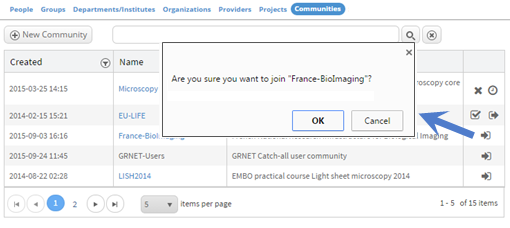 People Groups Departments/Institutes Organizations Providers Projects Communities
New Community
Created Name
Are you sure you want to join "France-BioImaging"?
OK Cancel
2015-03-25 14:15 Microscopy core
2014-02-15 15:21 EU-LIFE
2015-09-03 16:16 France-BioI Imaging
2015-09-24 11:45 GRNET-Users GRNET Catch-all user community
2014-08-22 02:28 LISH2014 EMBO practical course Light sheet microscopy 2014
1 2 5 items per page 1 - 5 of 15 items